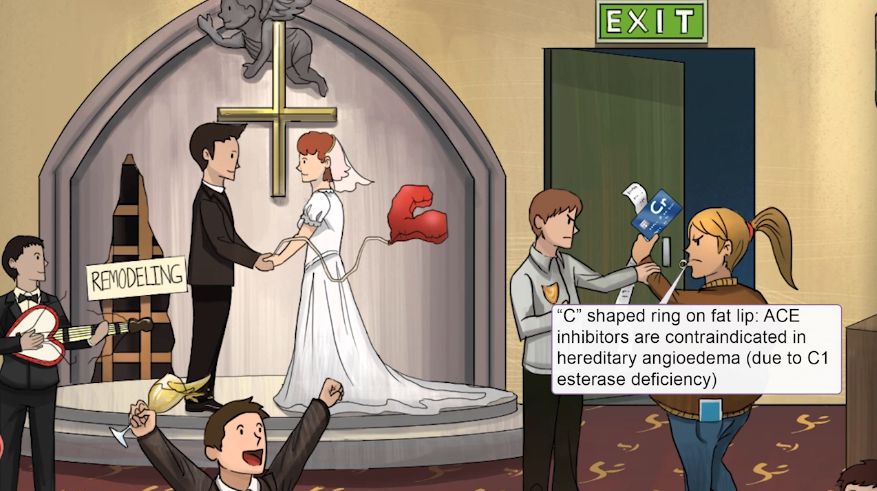 EXIT
Cr
REMODELING
“C” shaped ring on fat lip: ACE
inhibitors are contraindicated in
hereditary angioedema (due to C1
esterase deficiency)